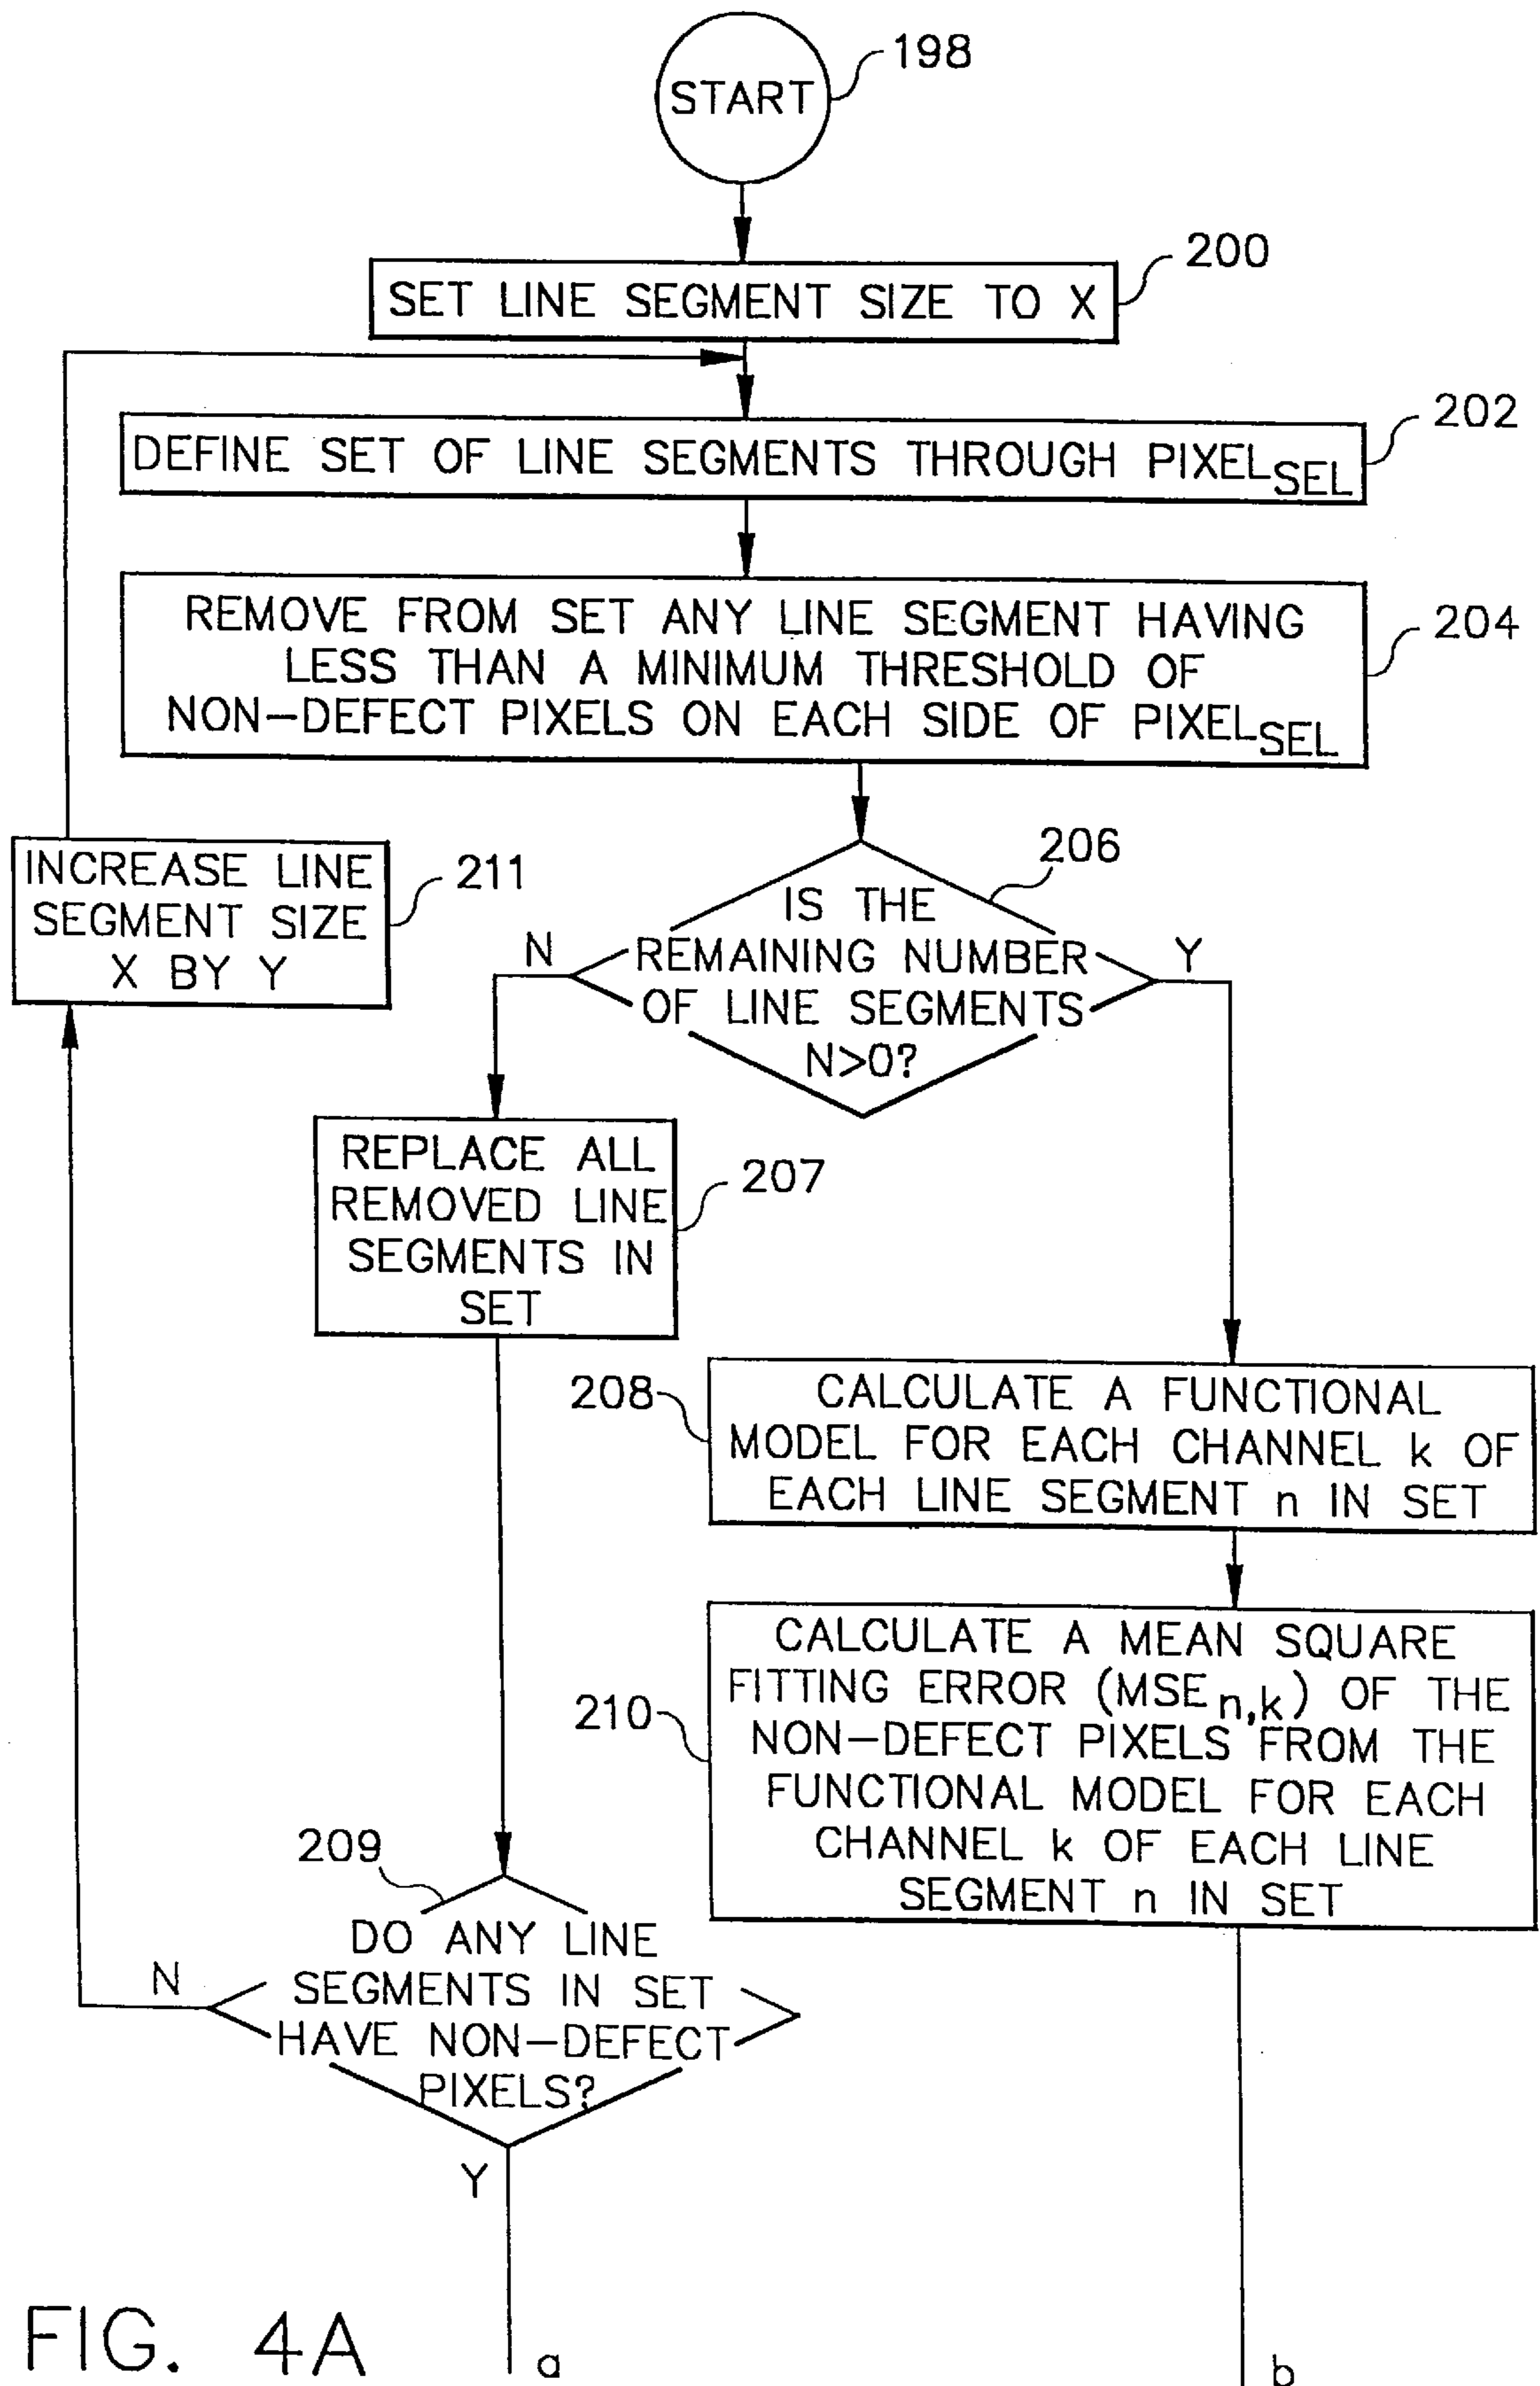 START
198
200
SET LINE SEGMENT SIZE TO X
202
DEFINE SET OF LINE SEGMENTS THROUGH PIXEL SEL
REMOVE FROM SET ANY LINE SEGMENT HAVING
LESS THAN A MINIMUM THRESHOLD OF
NON-DEFECT PIXELS ON EACH SIDE OF PIXEL SEL
204
INCREASE LINE
SEGMENT SIZE
X BY Y
211
206
IS THE
REMAINING NUMBER
OF LINE SEGMENTS
N>0?
N
Y
REPLACE ALL
REMOVED LINE
SEGMENTS IN
SET
207
208
CALCULATE A FUNCTIONAL
MODEL FOR EACH CHANNEL k OF
EACH LINE SEGMENT n IN SET
210
CALCULATE A MEAN SQUARE
FITTING ERROR (MSE n,k) OF THE
NON-DEFECT PIXELS FROM THE
FUNCTIONAL MODEL FOR EACH
CHANNEL k OF EACH LINE
SEGMENT n IN SET
209
DO ANY LINE
SEGMENTS IN SET
HAVE NON-DEFECT
PIXELS?
N
Y
a
b
FIG. 4A